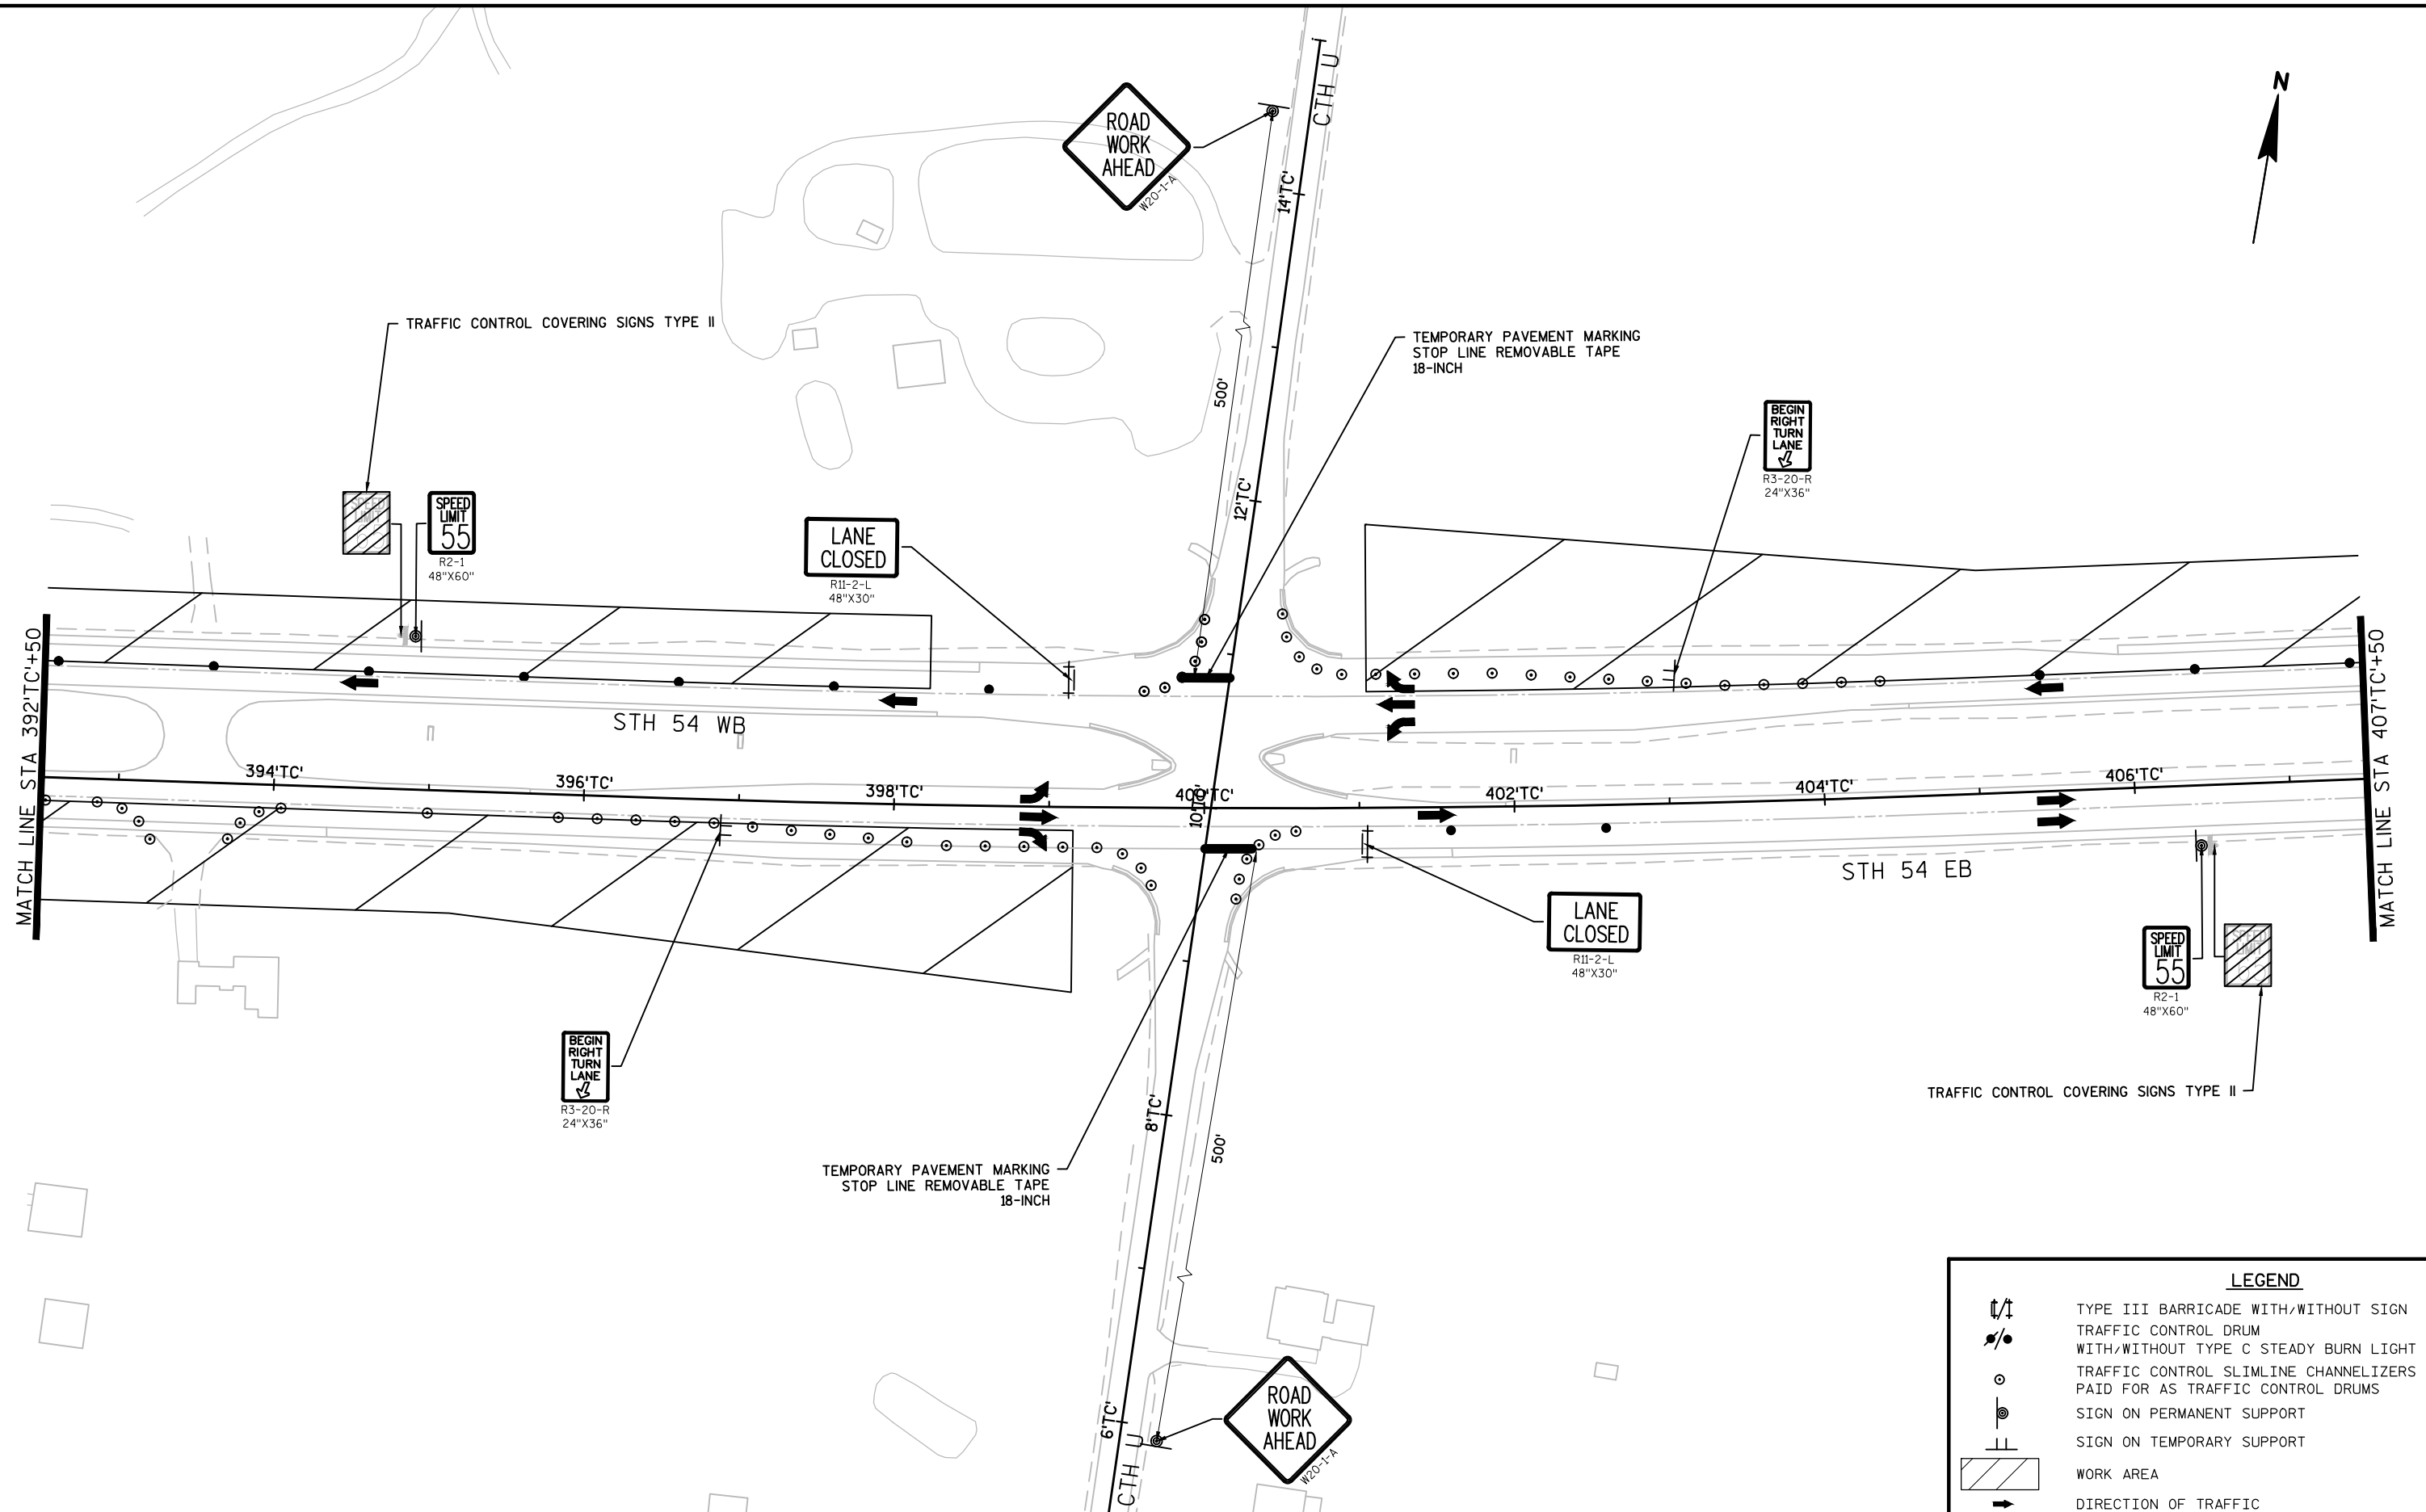 N
CTH U
ROAD
WORK
AHEAD
W20-1-A
14'TC'
TRAFFIC CONTROL COVERING SIGNS TYPE II
TEMPORARY PAVEMENT MARKING
STOP LINE REMOVABLE TAPE
18-INCH
500'
BEGIN
RIGHT
TURN
LANE
R3-20-R
24"X36"
12'TC'
SPEED
LIMIT
SPEED
LIMIT
55
R2-1
48"X60"
LANE
CLOSED
R11-2-L
48"X30"
MATCH LINE STA 392'TC'+50
MATCH LINE STA 407'TC'+50
STH 54 WB
394'TC'
396'TC'
398'TC'
400'TC'
402'TC'
404'TC'
406'TC'
10'TC'
STH 54 EB
LANE
CLOSED
R11-2-L
48"X30"
SPEED
LIMIT
55
R2-1
48"X60"
SPEED
LIMIT
BEGIN
RIGHT
TURN
LANE
R3-20-R
24"X36"
8'TC'
500'
TRAFFIC CONTROL COVERING SIGNS TYPE II
TEMPORARY PAVEMENT MARKING
STOP LINE REMOVABLE TAPE
18-INCH
6'TC'
CTH U
ROAD
WORK
AHEAD
W20-1-A
LEGEND
TYPE III BARRICADE WITH/WITHOUT SIGN
TRAFFIC CONTROL DRUM
WITH/WITHOUT TYPE C STEADY BURN LIGHT
TRAFFIC CONTROL SLIMLINE CHANNELIZERS
PAID FOR AS TRAFFIC CONTROL DRUMS
SIGN ON PERMANENT SUPPORT
SIGN ON TEMPORARY SUPPORT
WORK AREA
DIRECTION OF TRAFFIC